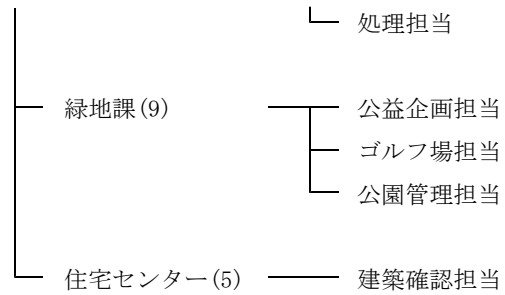 処理担当
緑地課(9) 公益企画担当
ゴルフ場担当
公園管理担当
住宅センター(5) 建築確認担当